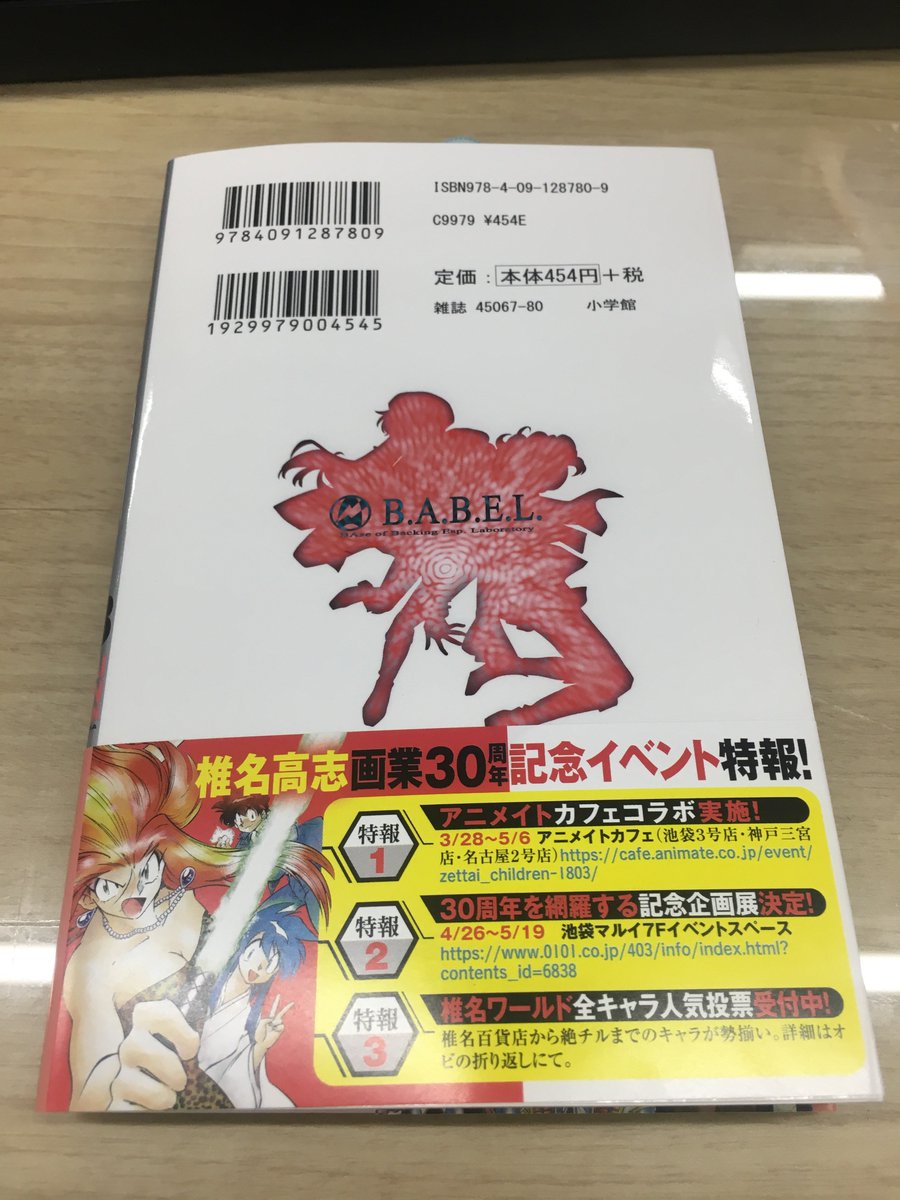 ISBN978-4-09-128780-9
9784091287809
C9979 ¥454E
定価：本体454円+税
1929979004545
雑誌 45067-80 小学館
B.A.B.E.L.
BAse of Backing Esp. Laboratory
椎名高志画業30周年記念イベント特報!
特報1
アニメイトカフェコラボ実施!
3/28〜5/6 アニメイトカフェ(池袋3号店・神戸三宮
店・名古屋2号店)https://cafe.animate.co.jp/event/
zettai_children-1803/
特報2
30周年を網羅する記念企画展決定!
4/26〜5/19 池袋マルイ7Fイベントスペース
https://www.0101.co.jp/403/info/index.html?
contents_id=6838
特報3
椎名ワールド全キャラ人気投票受付中!
椎名百貨店から絶チルまでのキャラが勢揃い。詳細はオ
ビの折り返しにて。